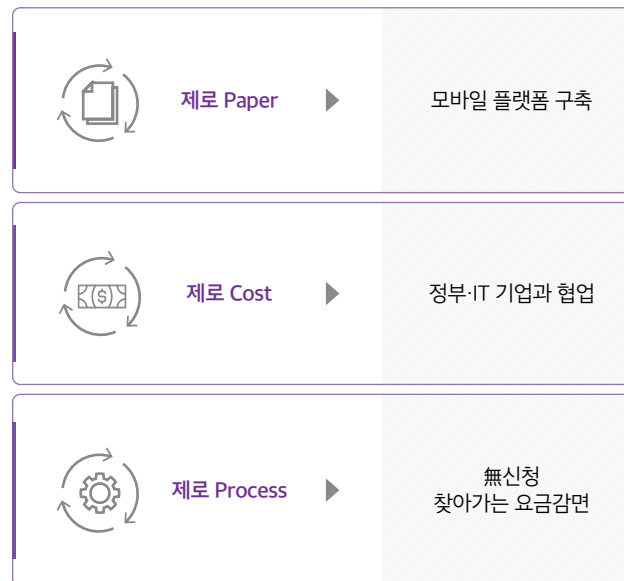 제로 Paper
모바일 플랫폼 구축
제로 Cost
정부·IT 기업과 협업
제로 Process
無신청
찾아가는 요금감면